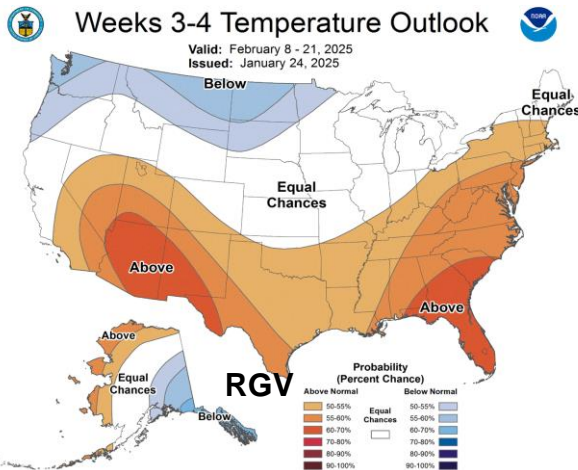 Weeks 3-4 Temperature Outlook
Valid: February 8 - 21, 2025
Issued: January 24, 2025
NOAA
Below
Equal
Chances
Equal
Chances
Above
Above
Above
Equal
Chances
Below
RGV
Probability
(Percent Chance)
Above Normal
Equal
Chances
Below Normal
50-55%
55-60%
60-70%
70-80%
80-90%
90-100%
50-55%
55-60%
60-70%
70-80%
80-90%
90-100%